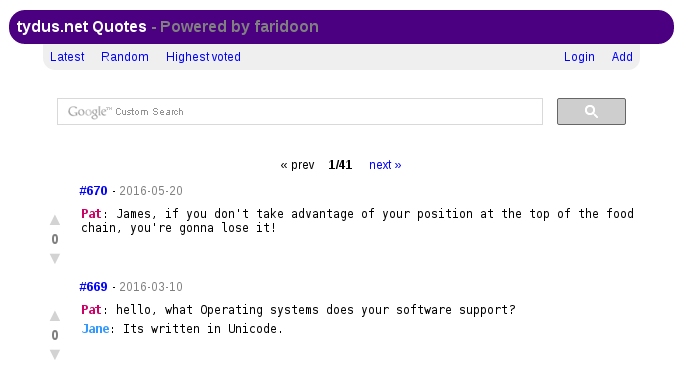 tydus.net Quotes - Powered by faridoon
Latest Random Highest voted Login Add
Google™ Custom Search
« prev 1/41 next »
#670 - 2016-05-20
Pat: James, if you don't take advantage of your position at the top of the food
chain, you're gonna lose it!
0
#669 - 2016-03-10
Pat: hello, what Operating systems does your software support?
Jane: Its written in Unicode.
0